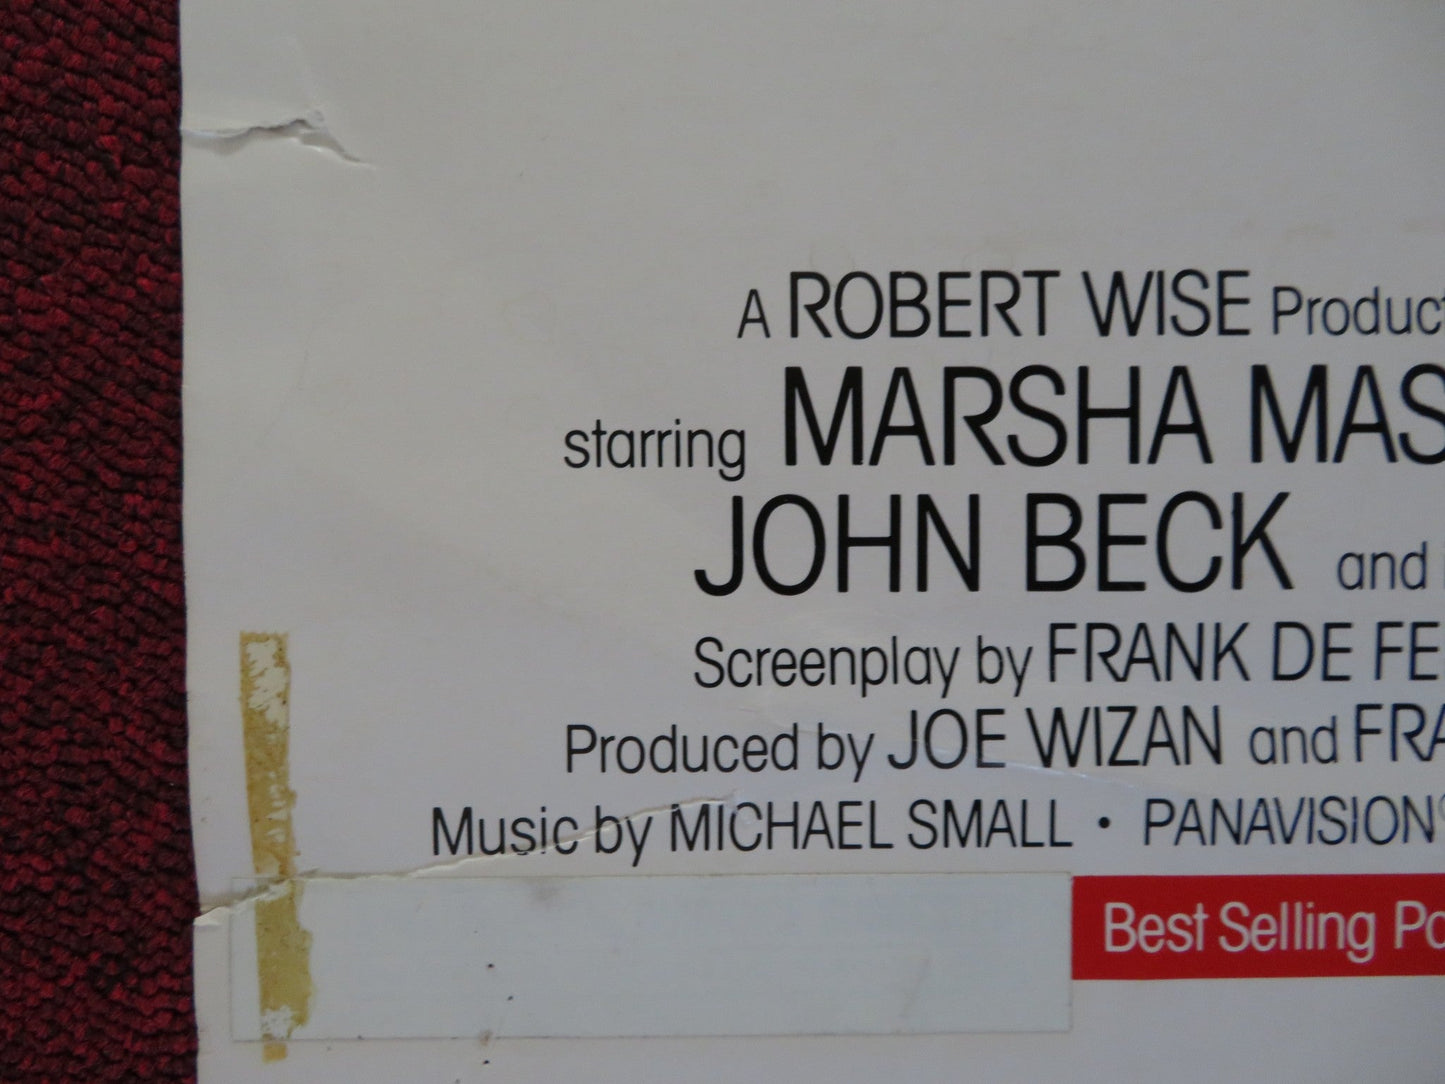 A ROBERT WISE Product
starring MARSHA MAS
JOHN BECK and
Screenplay by FRANK DE FE
Produced by JOE WIZAN and FRA
Music by MICHAEL SMALL • PANAVISION®
Best Selling Po